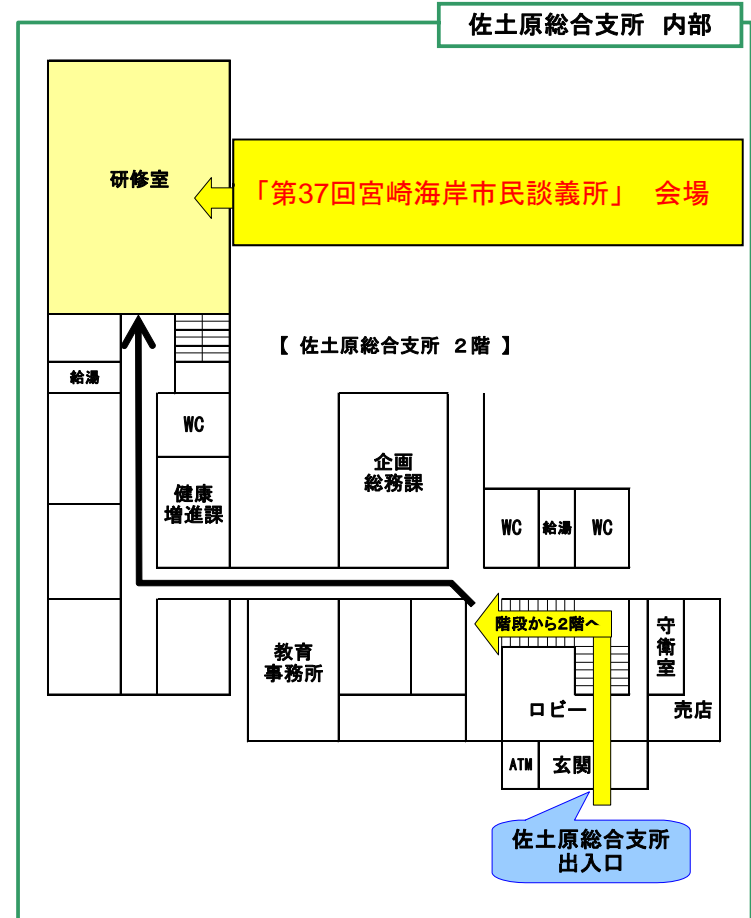 佐土原総合支所 内部
研修室
「第37回宮崎海岸市民談義所」 会場
【 佐土原総合支所 2階 】
給湯
WC
企画
総務課
健康
増進課
WC
給湯
WC
階段から2階へ
守
衛
室
教育
事務所
ロビー
売店
ATM
玄関
佐土原総合支所
出入口